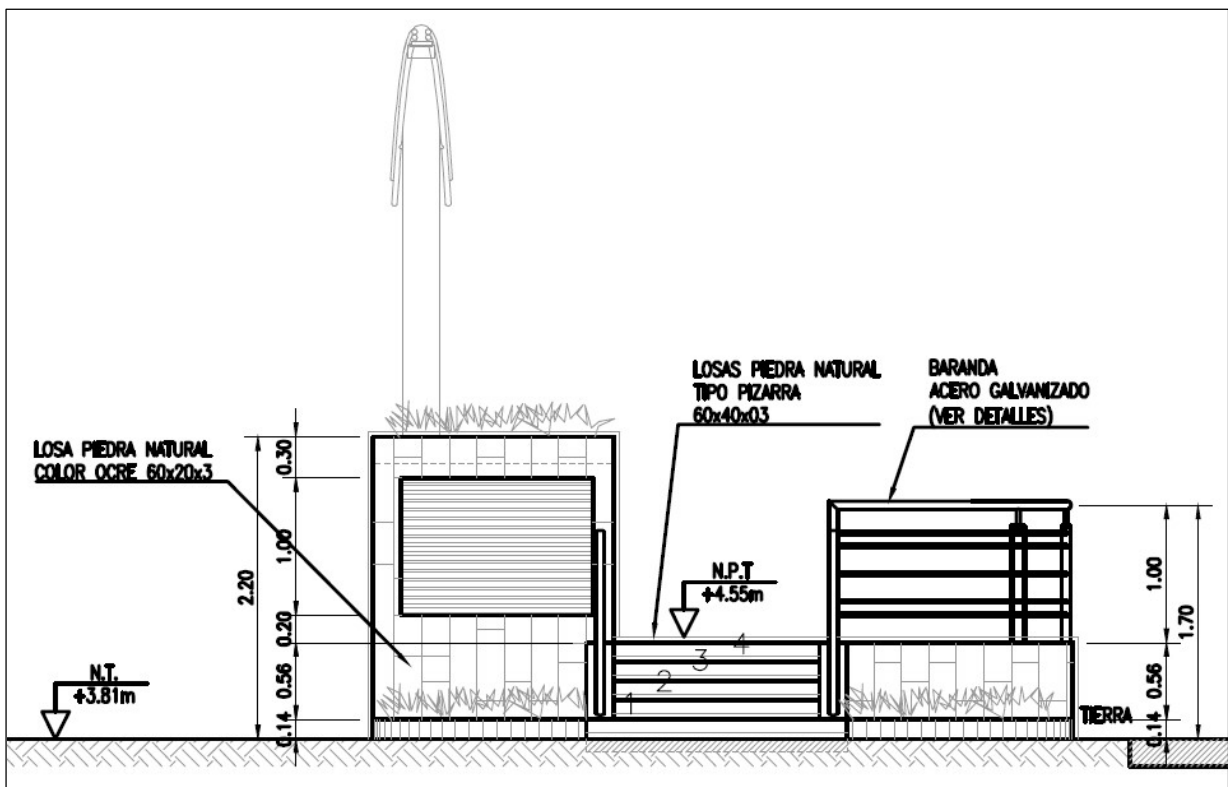 LOSAS PIEDRA NATURAL
TIPO PIZARRA
60x40x03
BARANDA
ACERO GALVANIZADO
(VER DETALLES)
LOSA PIEDRA NATURAL
COLOR OCRE 60x20x3
0.30
1.00
2.20
0.20
0.56
0.14
N.T.
+3.81m
N.P.T
+4.55m
4
3
2
1
1.00
1.70
0.56
0.14
TIERRA